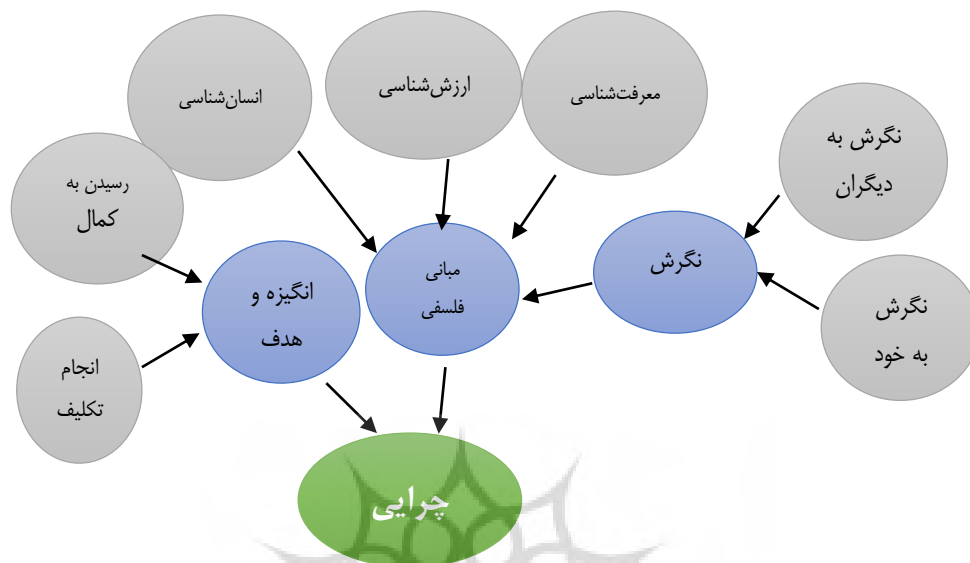 معرفت‌شناسی
ارزش‌شناسی
انسان‌شناسی
نگرش به
دیگران
رسیدن به
کمال
نگرش
مبانی
فلسفی
انگیزه و
هدف
نگرش
به خود
انجام
تکلیف
چرایی